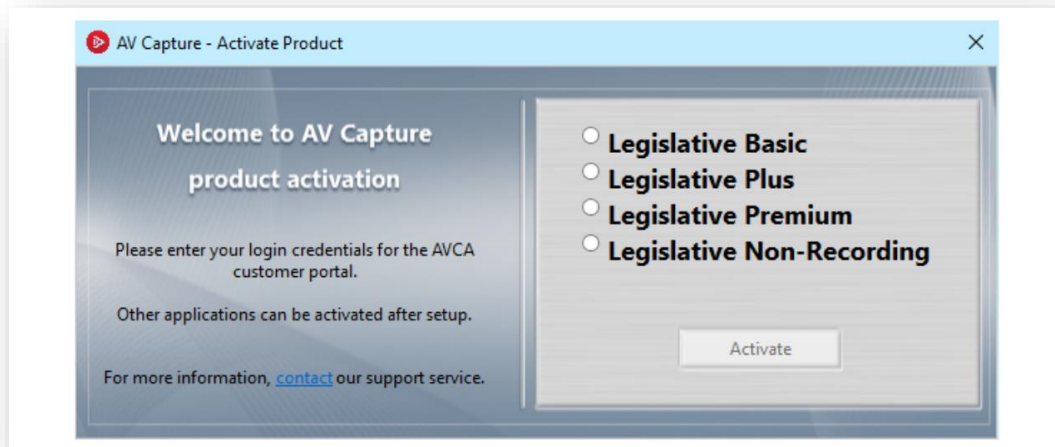 AV Capture - Activate Product
Welcome to AV Capture
product activation
Please enter your login credentials for the AVCA
customer portal.
Other applications can be activated after setup.
For more information, contact our support service.
Legislative Basic
Legislative Plus
Legislative Premium
Legislative Non-Recording
Activate